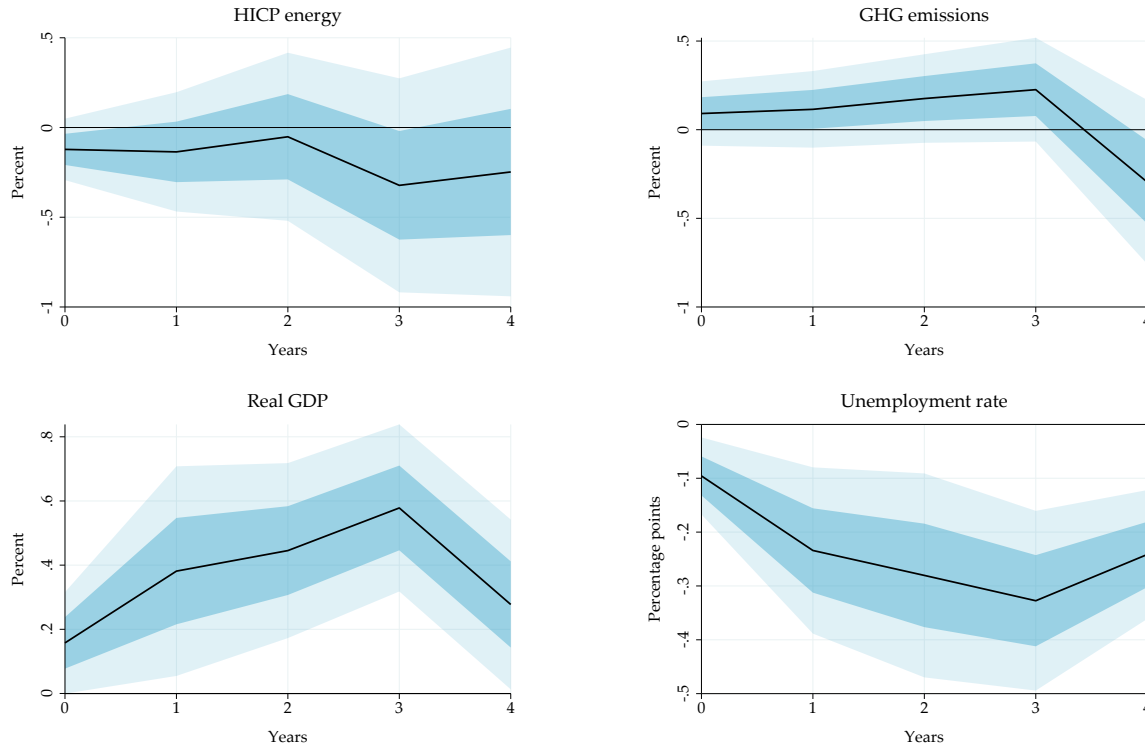 HICP energy
.5
0
-.5
-1
Percent
0 1 2 3 4
Years
GHG emissions
.5
0
-.5
-1
Percent
0 1 2 3 4
Years
Real GDP
.8
.6
.4
.2
0
Percent
0 1 2 3 4
Years
Unemployment rate
0
-.1
-.2
-.3
-.4
-.5
Percentage points
0 1 2 3 4
Years